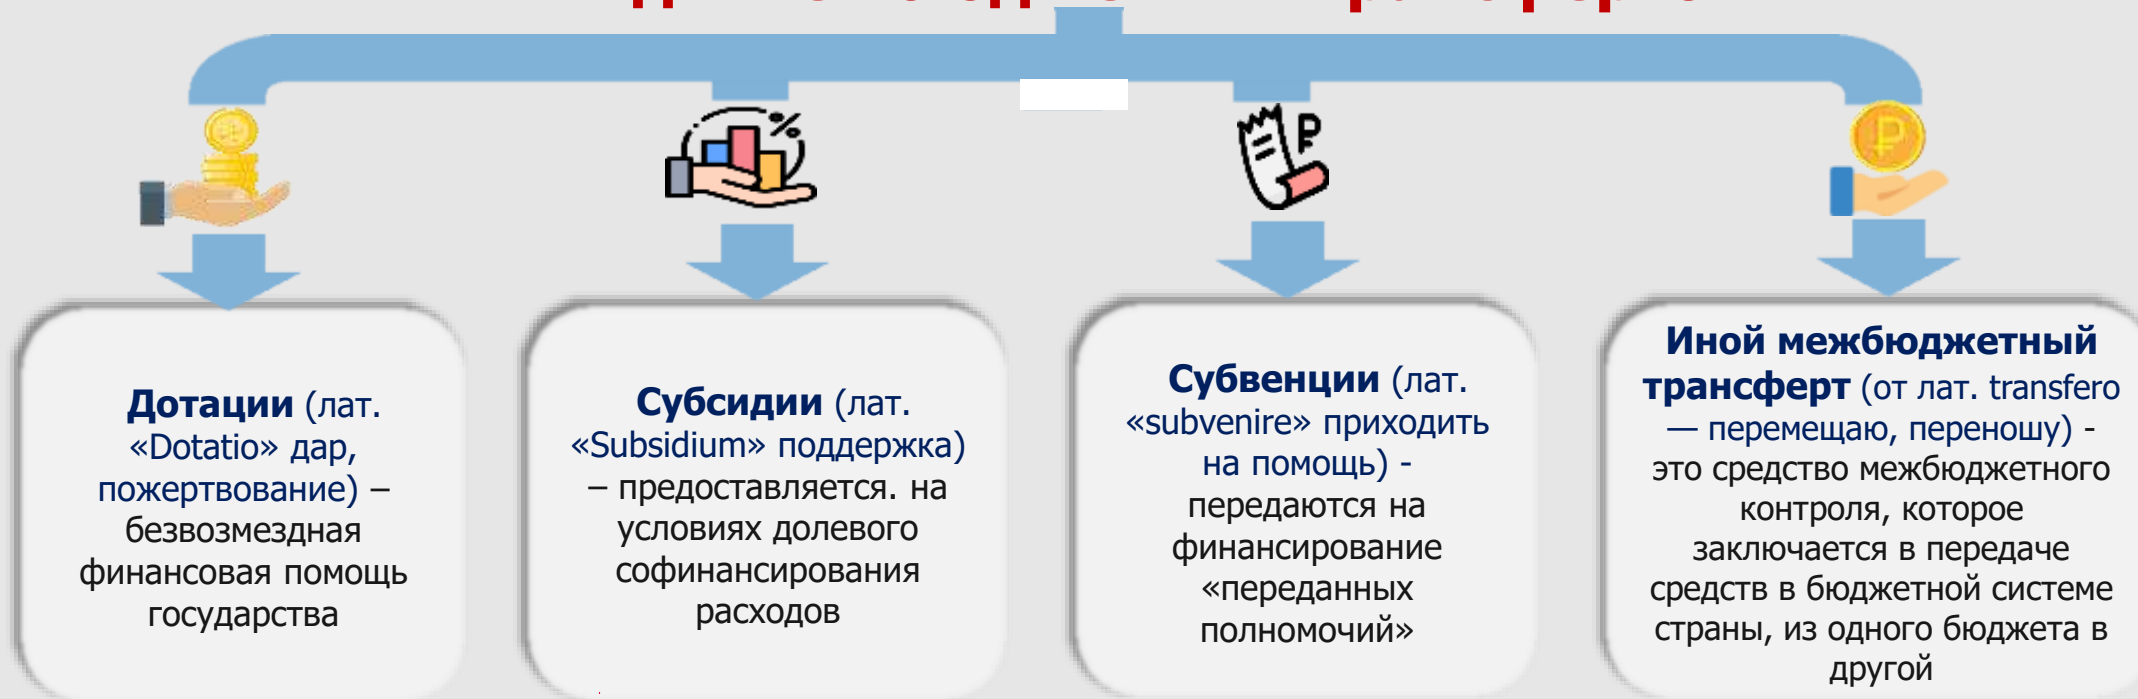 Дотации (лат.
«Dotatio» дар,
пожертвование) –
безвозмездная
финансовая помощь
государства
Субсидии (лат.
«Subsidium» поддержка)
– предоставляется. на
условиях долевого
софинансирования
расходов
Субвенции (лат.
«subvenire» приходить
на помощь) -
передаются на
финансирование
«переданных
полномочий»
Иной межбюджетный
трансферт (от лат. transfero
— перемещаю, переношу) -
это средство межбюджетного
контроля, которое
заключается в передаче
средств в бюджетной системе
страны, из одного бюджета в
другой